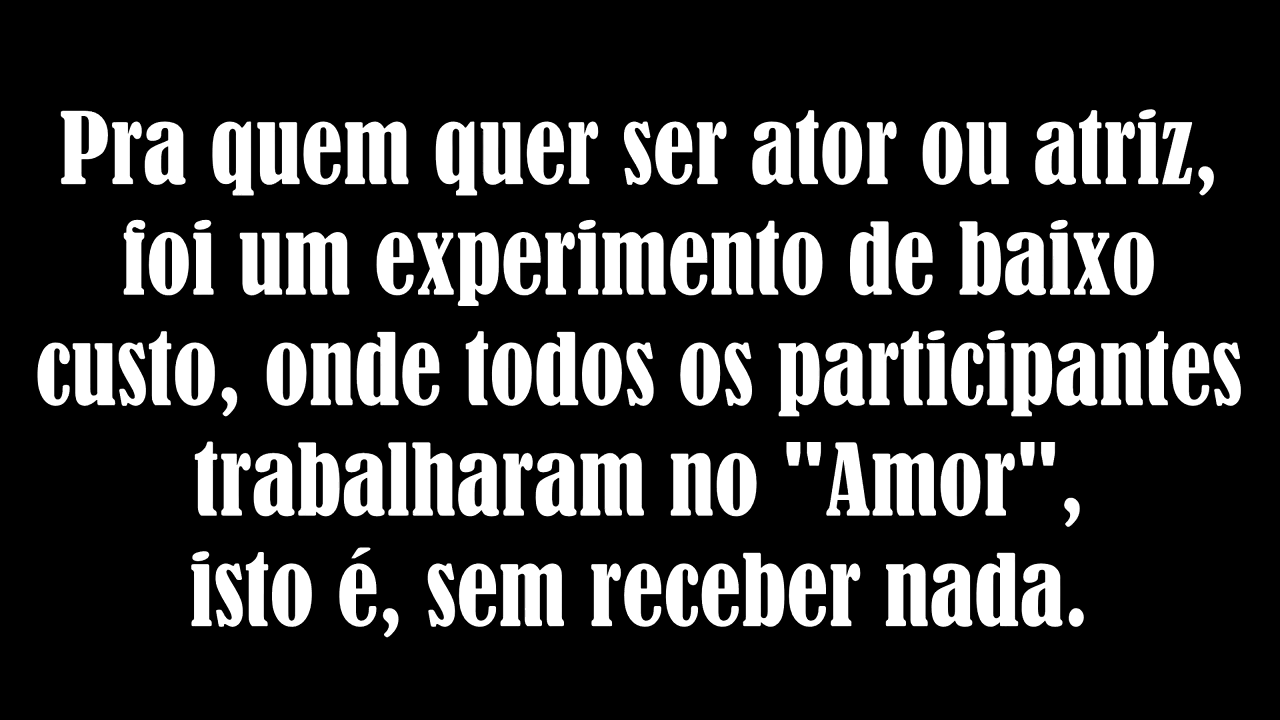 Pra quem quer ser ator ou atriz,
foi um experimento de baixo
custo, onde todos os participantes
trabalharam no "Amor",
isto é, sem receber nada.